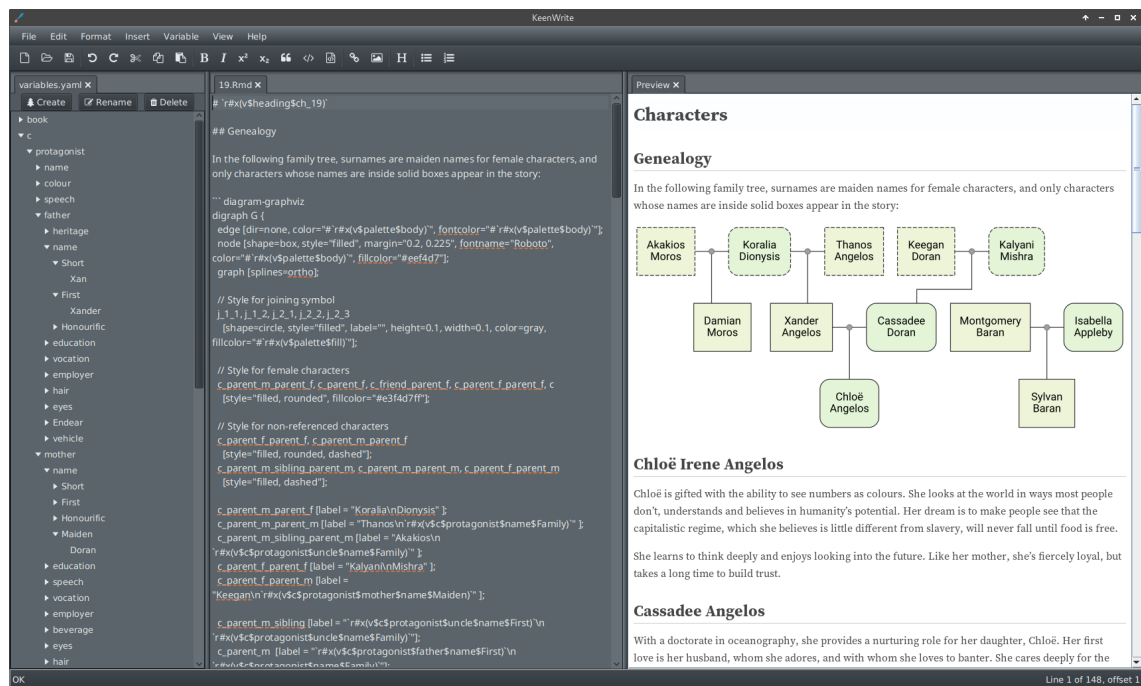 KeenWrite
File Edit Format Insert Variable View Help
B I x² x₂ H
variables.yaml
Create Rename Delete
book
c
protagonist
name
colour
speech
father
heritage
name
Short
Xan
First
Xander
Honourific
education
vocation
employer
hair
eyes
Endear
vehicle
mother
name
Short
First
Honourific
Maiden
Doran
education
speech
vocation
employer
beverage
eyes
hair
19.Rmd
# `r#x(v$heading$ch_19)`
## Genealogy
In the following family tree, surnames are maiden names for female characters, and
only characters whose names are inside solid boxes appear in the story:
``` diagram-graphviz
digraph G {
edge [dir=none, color="#`r#x(v$palette$body)`", fontcolor="#`r#x(v$palette$body)`"];
node [shape=box, style="filled", margin="0.2, 0.225", fontname="Roboto",
color="#`r#x(v$palette$body)`", fillcolor="#eef4d7"];
graph [splines=ortho];
// Style for joining symbol
j_1_1, j_1_2, j_2_1, j_2_2, j_2_3
[shape=circle, style="filled", label="", height=0.1, width=0.1, color=gray,
fillcolor="#`r#x(v$palette$fill)`"];
// Style for female characters
c_parent_m_parent_f, c_parent_f, c_friend_parent_f, c_parent_f_parent_f, c
[style="filled, rounded", fillcolor="#e3f4d7ff"];
// Style for non-referenced characters
c_parent_f_parent_f, c_parent_m_parent_f
[style="filled, rounded, dashed"];
c_parent_m_sibling_parent_m, c_parent_m_parent_m, c_parent_f_parent_m
[style="filled, dashed"];
c_parent_m_parent_f [label = "Koralia\nDionysis" ];
c_parent_m_parent_m [label = "Thanos\n`r#x(v$c$protagonist$name$Family)`" ];
c_parent_m_sibling_parent_m [label = "Akakios\n
`r#x(v$c$protagonist$uncle$name$Family)`" ];
c_parent_f_parent_f [label = "Kalyani\nMishra" ];
c_parent_f_parent_m [label =
"Keegan\n`r#x(v$c$protagonist$mother$name$Maiden)`" ];
c_parent_m_sibling [label = "`r#x(v$c$protagonist$uncle$name$First)`\n
`r#x(v$c$protagonist$uncle$name$Family)`"];
c_parent_m [label = "`r#x(v$c$protagonist$father$name$First)`\n
`r#x(v$c$protagonist$name$Family)`"];
Preview
Characters
Genealogy
In the following family tree, surnames are maiden names for female characters, and only characters
whose names are inside solid boxes appear in the story:
Akakios
Moros
Koralia
Dionysis
Thanos
Angelos
Keegan
Doran
Kalyani
Mishra
Damian
Moros
Xander
Angelos
Cassadee
Doran
Montgomery
Baran
Isabella
Appleby
Chloë
Angelos
Sylvan
Baran
Chloë Irene Angelos
Chloë is gifted with the ability to see numbers as colours. She looks at the world in ways most people
don't, understands and believes in humanity's potential. Her dream is to make people see that the
capitalistic regime, which she believes is little different from slavery, will never fall until food is free.
She learns to think deeply and enjoys looking into the future. Like her mother, she's fiercely loyal, but
takes a long time to build trust.
Cassadee Angelos
With a doctorate in oceanography, she provides a nurturing role for her daughter, Chloë. Her first
love is her husband, whom she adores, and with whom she loves to banter. She cares deeply for the
OK
Line 1 of 148, offset 1